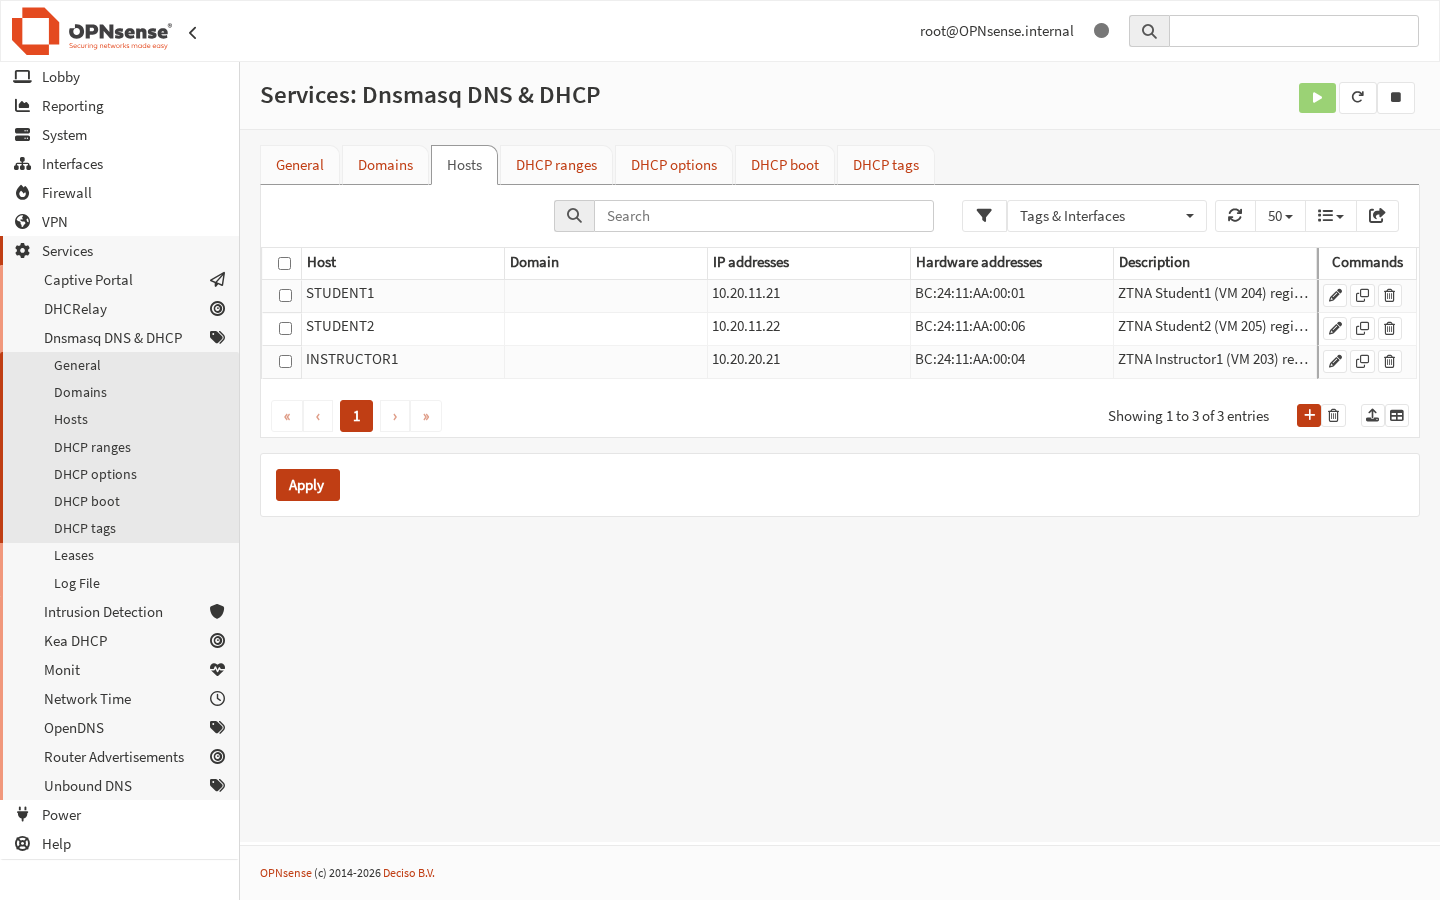 OPNsense
Securing networks made easy
root@OPNsense.internal
Lobby
Reporting
System
Interfaces
Firewall
VPN
Services
Captive Portal
DHCRelay
Dnsmasq DNS & DHCP
General
Domains
Hosts
DHCP ranges
DHCP options
DHCP boot
DHCP tags
Leases
Log File
Intrusion Detection
Kea DHCP
Monit
Network Time
OpenDNS
Router Advertisements
Unbound DNS
Power
Help
Services: Dnsmasq DNS & DHCP
General Domains Hosts DHCP ranges DHCP options DHCP boot DHCP tags
Search Tags & Interfaces 50
Host Domain IP addresses Hardware addresses Description Commands
STUDENT1 10.20.11.21 BC:24:11:AA:00:01 ZTNA Student1 (VM 204) regi...
STUDENT2 10.20.11.22 BC:24:11:AA:00:06 ZTNA Student2 (VM 205) regi...
INSTRUCTOR1 10.20.20.21 BC:24:11:AA:00:04 ZTNA Instructor1 (VM 203) re...
« ‹ 1 › » Showing 1 to 3 of 3 entries
Apply
OPNsense (c) 2014-2026 Deciso B.V.